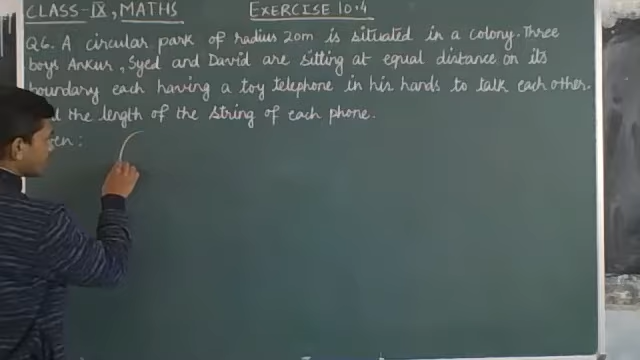 CLASS-IX, MATHS EXERCISE 10.4
Q6. A circular park of radius 20m is situated in a colony. Three
boys Ankur, Syed and David are sitting at equal distance on its
boundary each having a toy telephone in his hands to talk each other.
the length of the string of each phone.